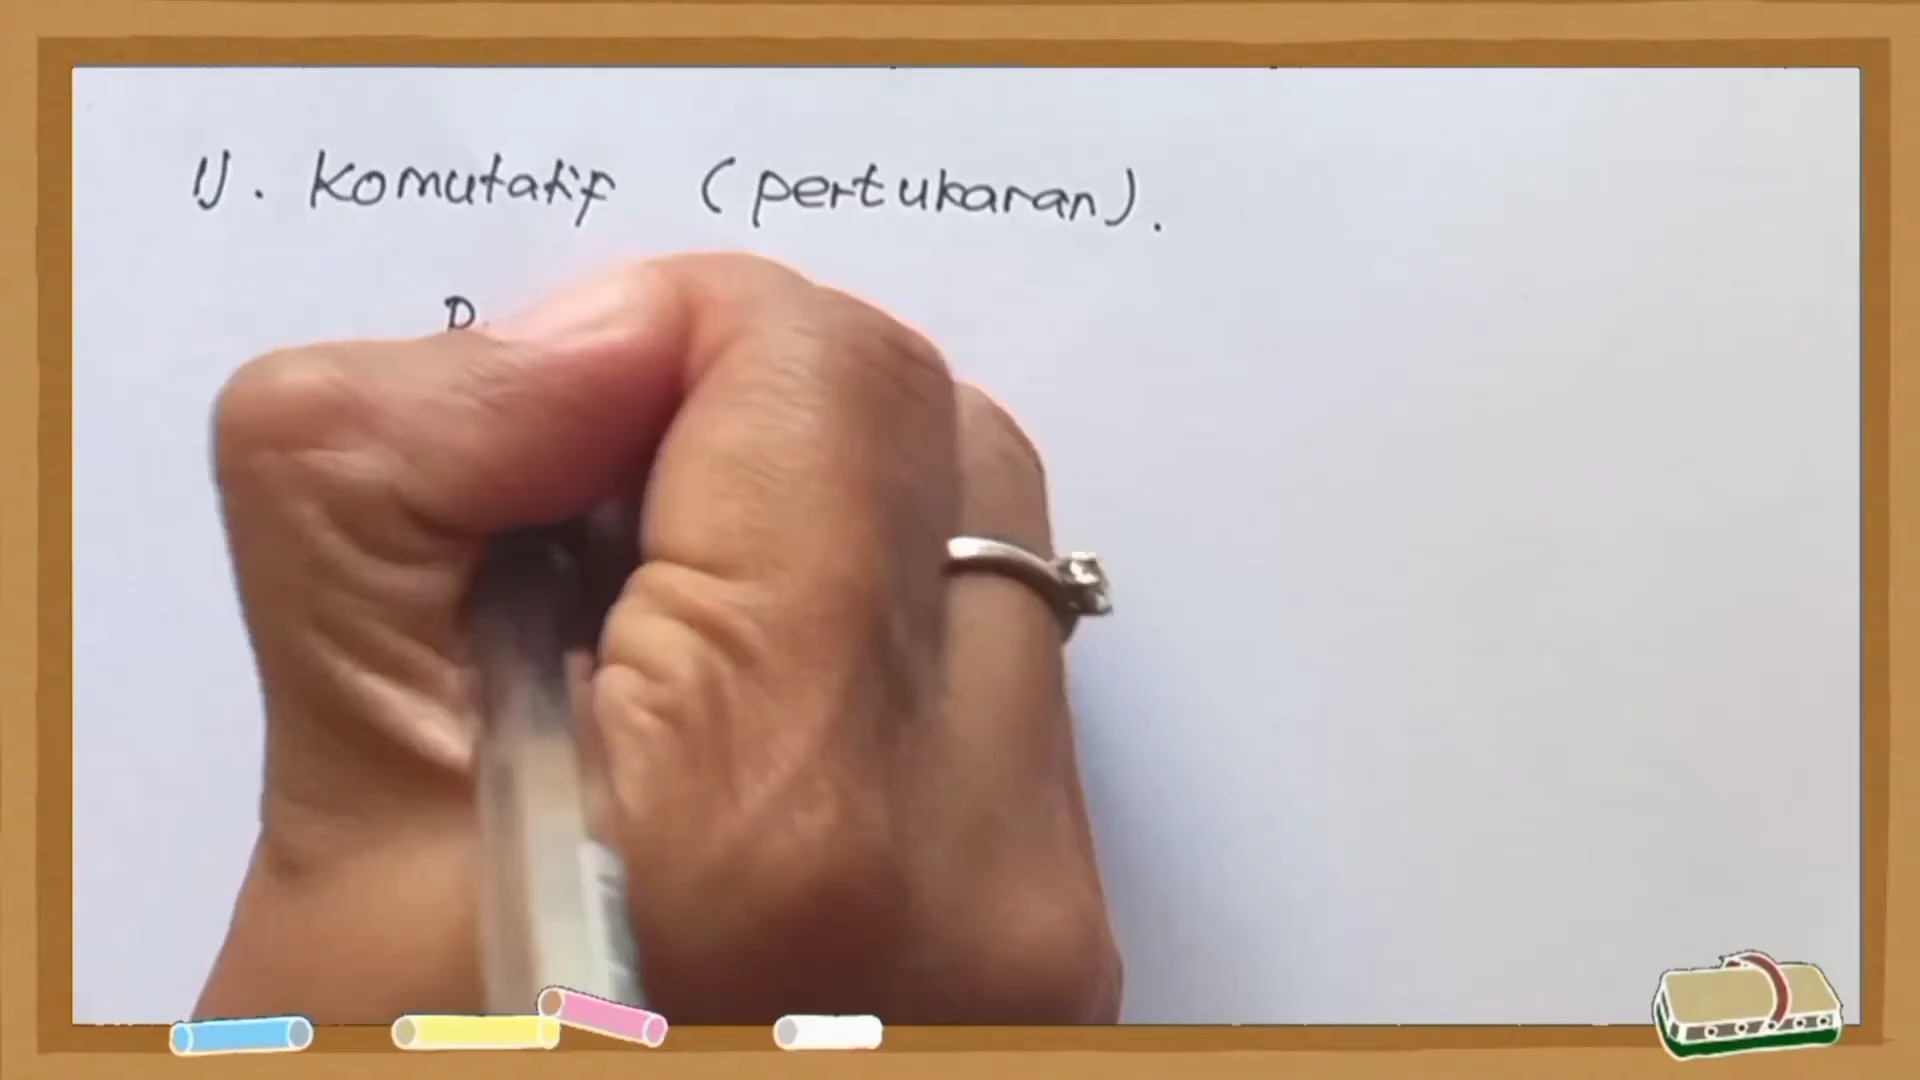 1). Komutatif (pertukaran).
P